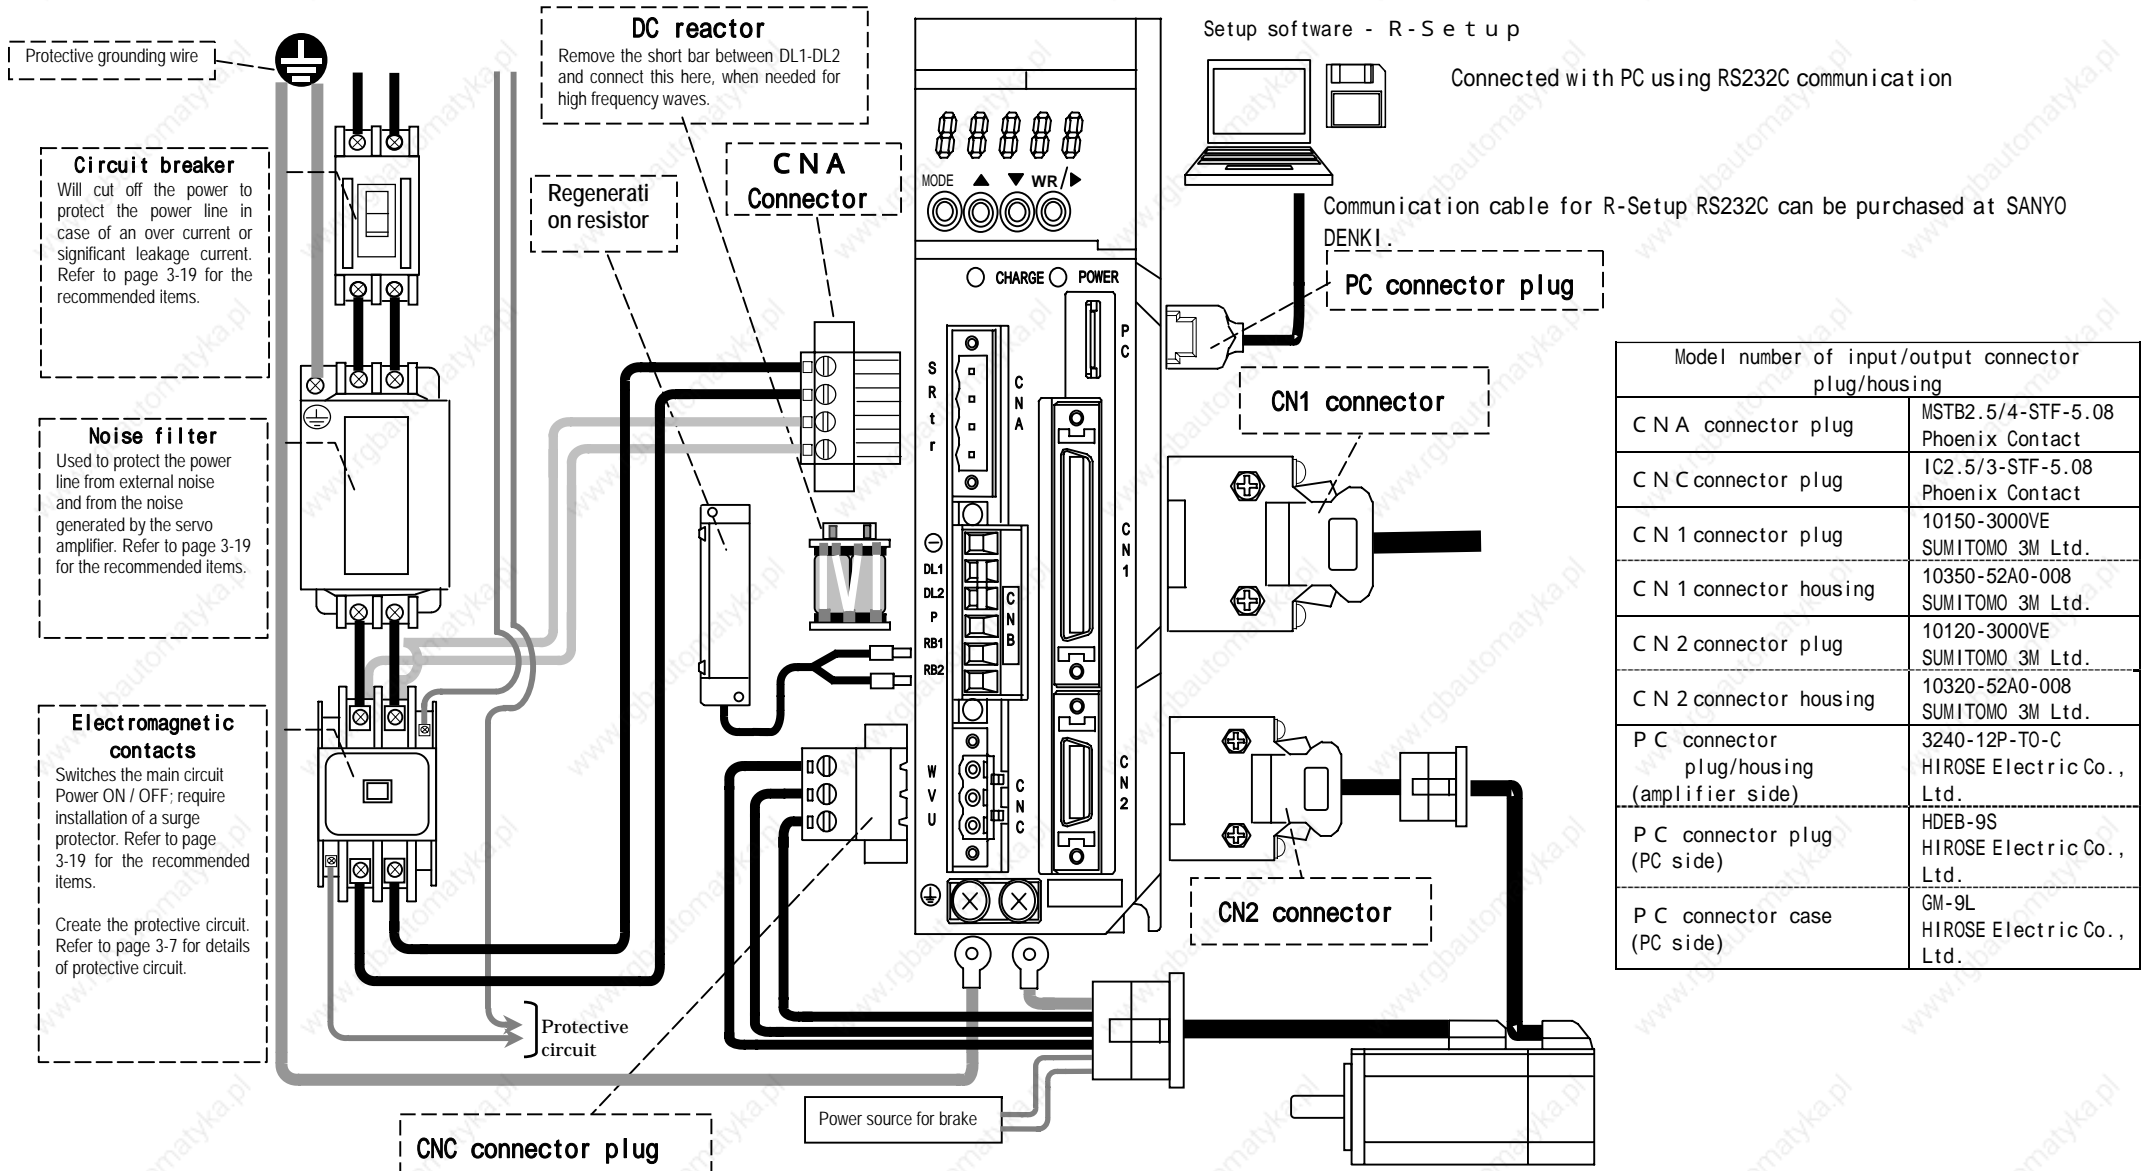 Protective grounding wire
DC reactor
Remove the short bar between DL1-DL2
and connect this here, when needed for
high frequency waves.
Setup software - R-Setup
Connected with PC using RS232C communication
Communication cable for R-Setup RS232C can be purchased at SANYO
DENKI.
PC connector plug
Circuit breaker
Will cut off the power to
protect the power line in
case of an over current or
significant leakage current.
Refer to page 3-19 for the
recommended items.
Regenerati
on resistor
CNA
Connector
MODE ▲ ▼ WR/▶
CHARGE POWER
PC
S
R
t
r
CNA
CN1 connector
CN1
Noise filter
Used to protect the power
line from external noise
and from the noise
generated by the servo
amplifier. Refer to page 3-19
for the recommended items.
⊖
DL1
DL2
P
RB1
RB2
CNB
Electromagnetic
contacts
Switches the main circuit
Power ON / OFF; require
installation of a surge
protector. Refer to page
3-19 for the recommended
items.
Create the protective circuit.
Refer to page 3-7 for details
of protective circuit.
W
V
U
CNC
CN2
CN2 connector
Protective
circuit
Power source for brake
CNC connector plug
Model number of input/output connector
plug/housing
CNA connector plug
MSTB2.5/4-STF-5.08
Phoenix Contact
CNC connector plug
IC2.5/3-STF-5.08
Phoenix Contact
CN1 connector plug
10150-3000VE
SUMITOMO 3M Ltd.
CN1 connector housing
10350-52A0-008
SUMITOMO 3M Ltd.
CN2 connector plug
10120-3000VE
SUMITOMO 3M Ltd.
CN2 connector housing
10320-52A0-008
SUMITOMO 3M Ltd.
PC connector
plug/housing
(amplifier side)
3240-12P-TO-C
HIROSE Electric Co.,
Ltd.
PC connector plug
(PC side)
HDEB-9S
HIROSE Electric Co.,
Ltd.
PC connector case
(PC side)
GM-9L
HIROSE Electric Co.,
Ltd.
www.rgbautomatyka.pl